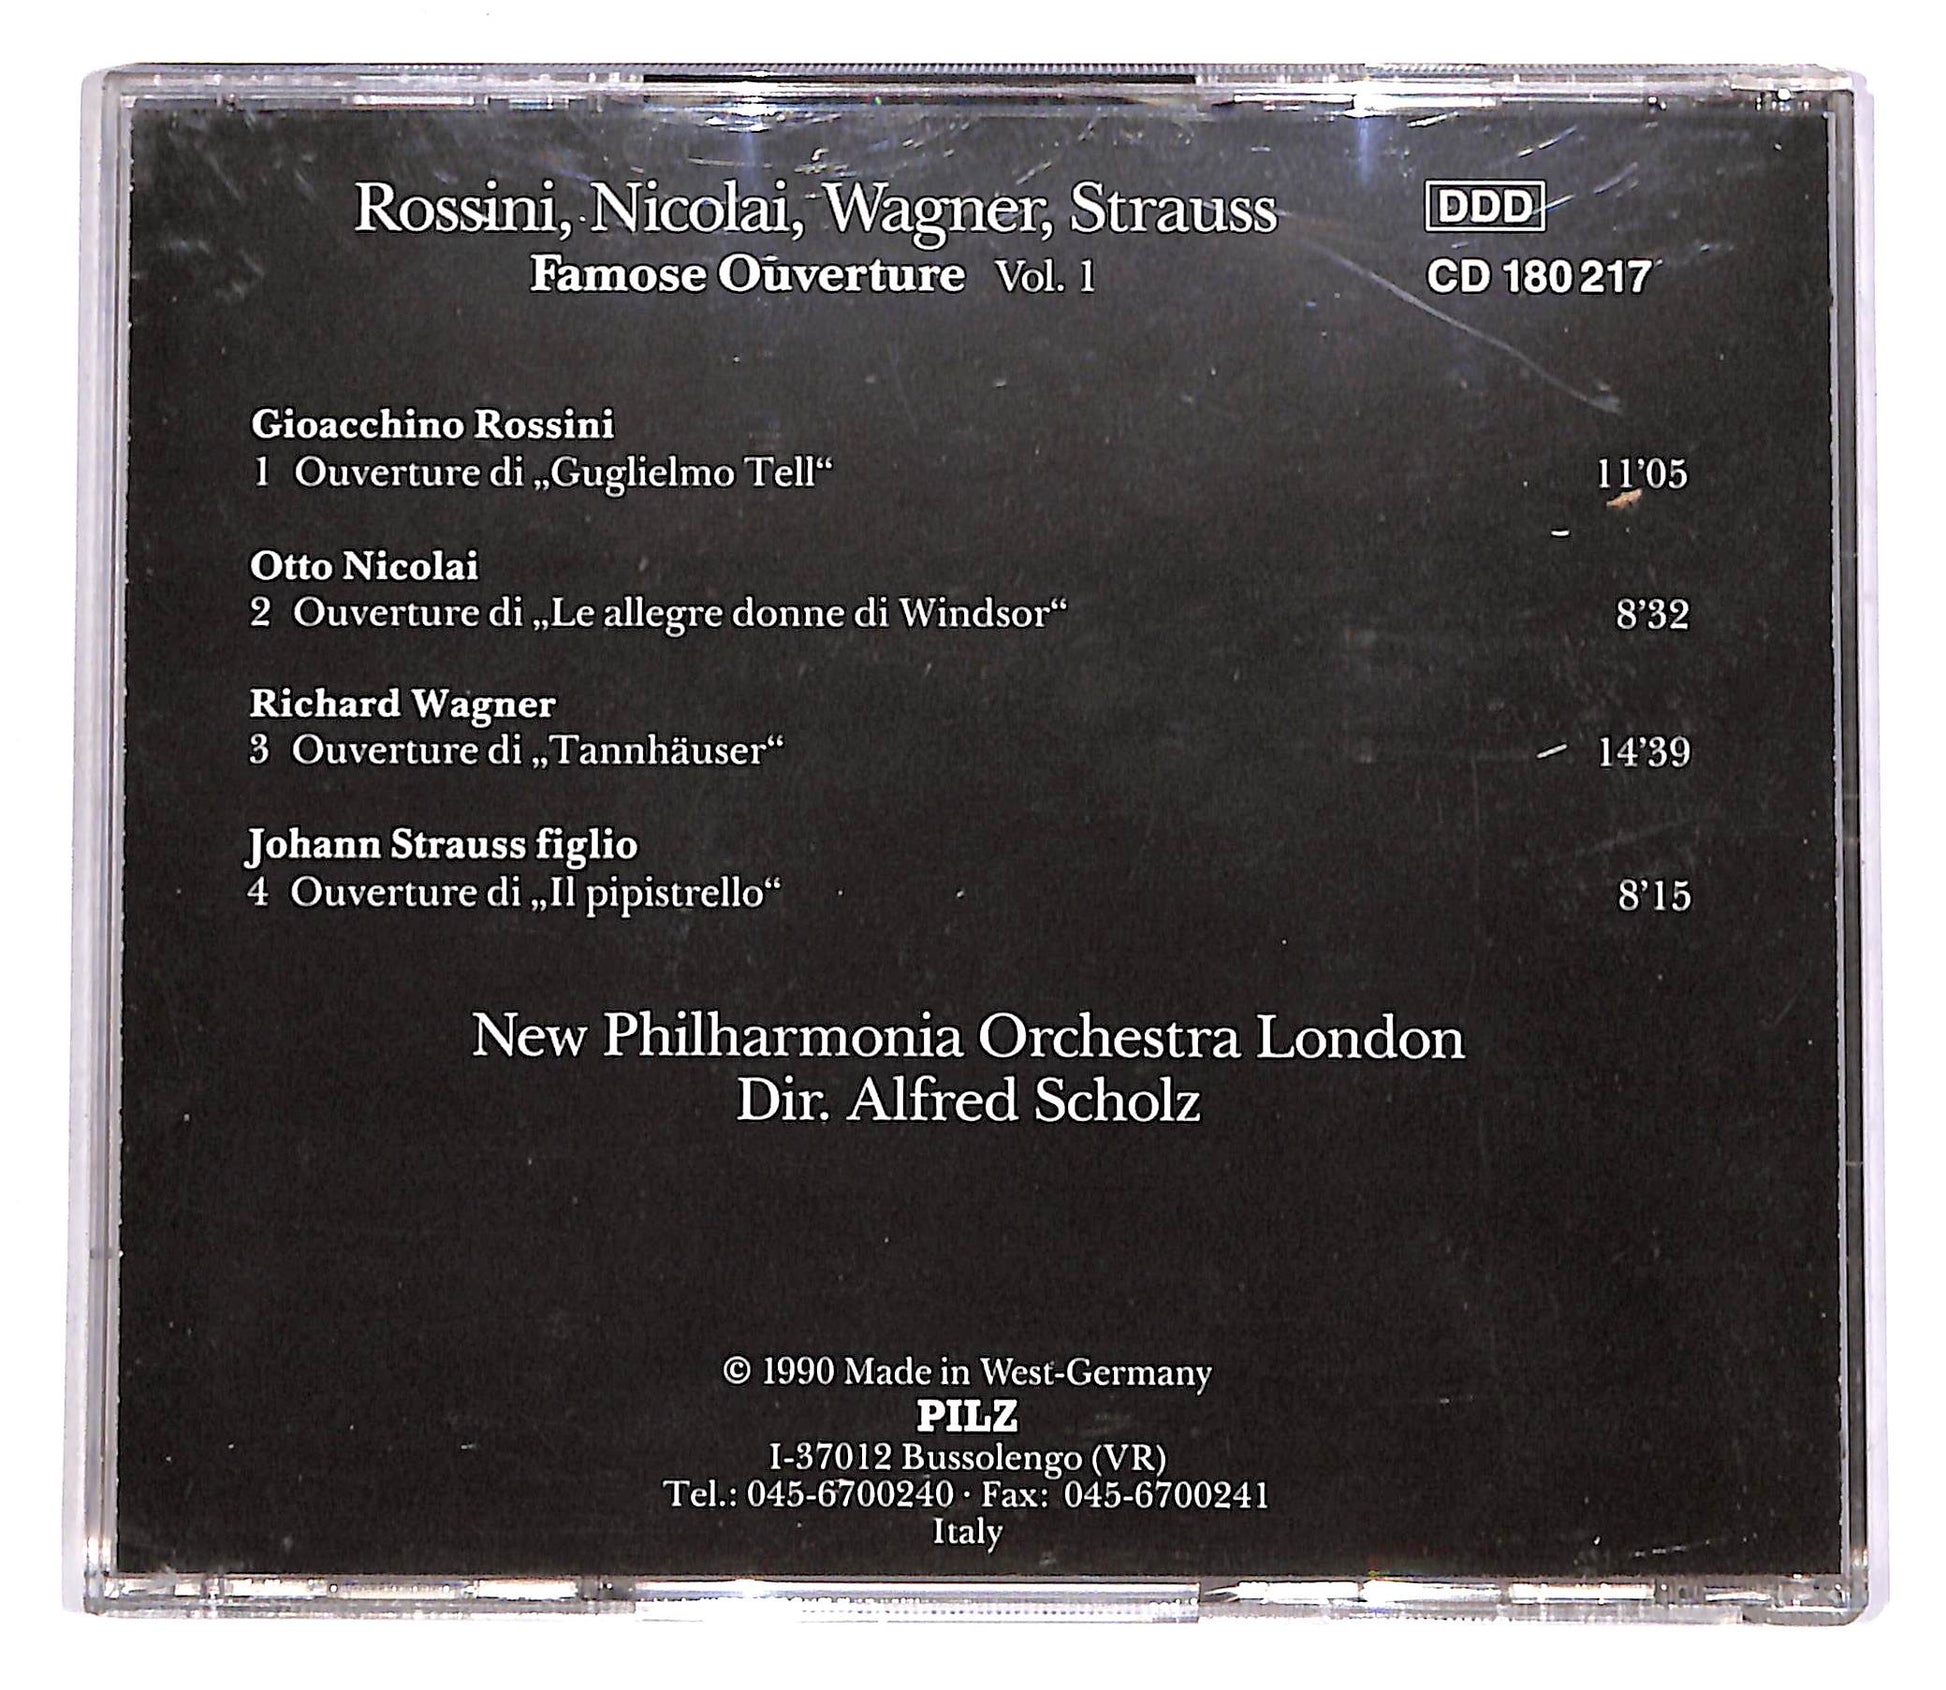 Rossini, Nicolai, Wagner, Strauss DDD
Famose Ouverture Vol. 1 CD 180 217
Gioacchino Rossini
1 Ouverture di „Guglielmo Tell“ 11’05
Otto Nicolai
2 Ouverture di „Le allegre donne di Windsor“ 8’32
Richard Wagner
3 Ouverture di „Tannhäuser“ 14’39
Johann Strauss figlio
4 Ouverture di „Il pipistrello“ 8’15
New Philharmonia Orchestra London
Dir. Alfred Scholz
© 1990 Made in West-Germany
PILZ
I-37012 Bussolengo (VR)
Tel.: 045-6700240 · Fax: 045-6700241
Italy